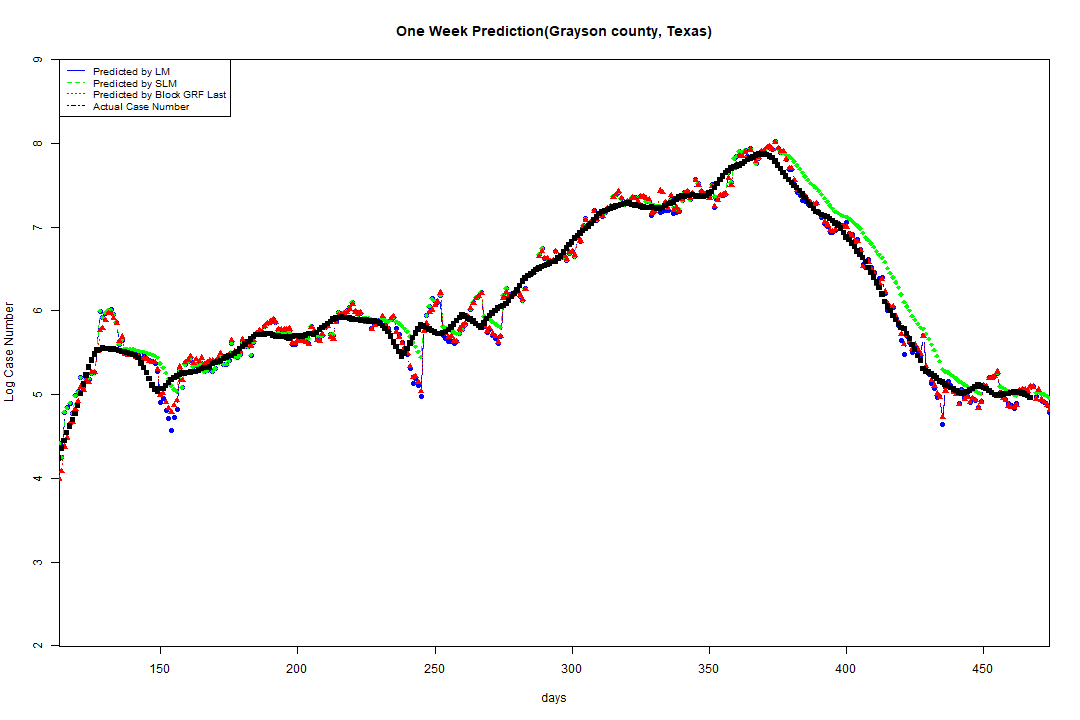 One Week Prediction(Grayson county, Texas)
Predicted by LM
Predicted by SLM
Predicted by Block GRF Last
Actual Case Number
9
8
7
6
5
4
3
2
Log Case Number
150 200 250 300 350 400 450
days